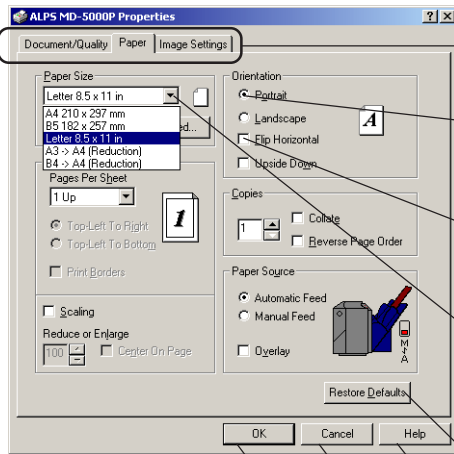 ALPS MD-5000P Properties
Document/Quality Paper Image Settings
Paper Size
Letter 8.5 x 11 in
A4 210 x 297 mm
B5 182 x 257 mm
Letter 8.5 x 11 in
A3 -> A4 (Reduction)
B4 -> A4 (Reduction)
ed...
Pages Per Sheet
1 Up
1
Top-Left To Right
Top-Left To Bottom
Print Borders
Scaling
Reduce or Enlarge
100
Center On Page
Orientation
Portrait
Landscape
A
Flip Horizontal
Upside Down
Copies
1
Collate
Reverse Page Order
Paper Source
Automatic Feed
Manual Feed
Overlay
M
A
Restore Defaults
OK Cancel Help